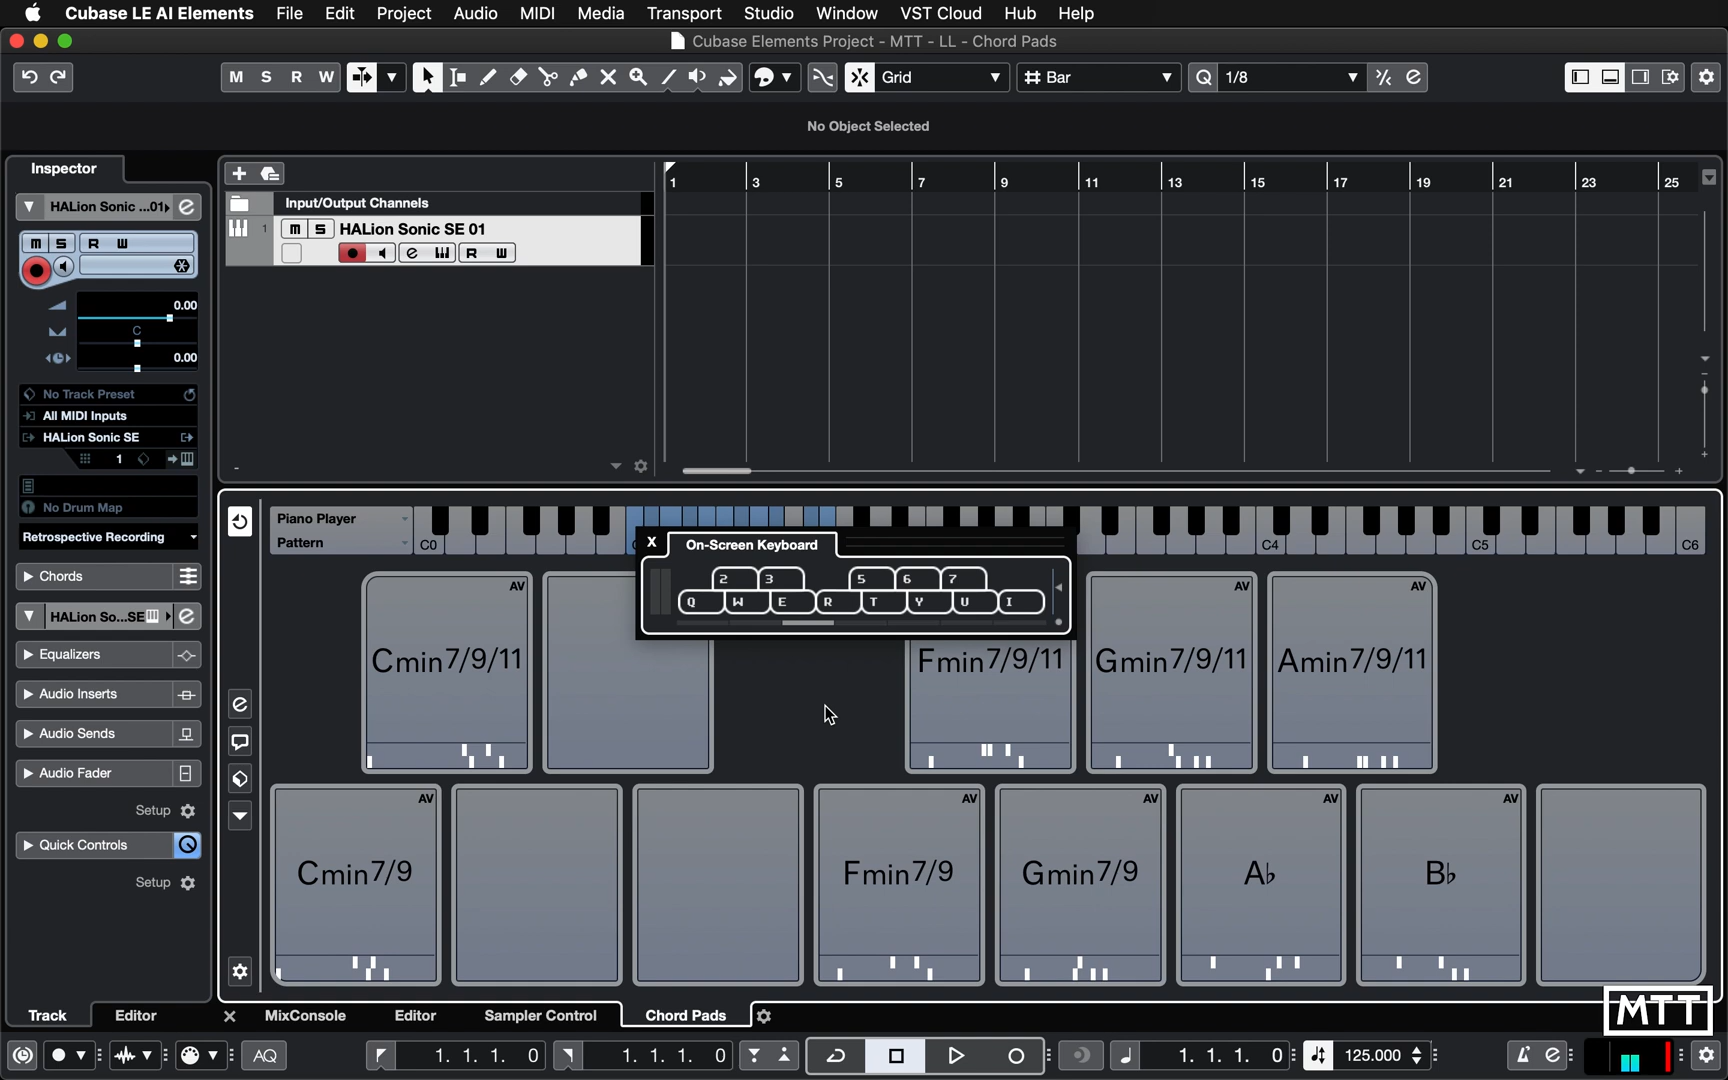 Cubase LE AI Elements File Edit Project Audio MIDI Media Transport Studio Window VST Cloud Hub Help
Cubase Elements Project - MTT - LL - Chord Pads
M S R W Grid Bar Q 1/8
No Object Selected
Inspector
HALion Sonic ...01
m S R W
0.00
C
0.00
No Track Preset
All MIDI Inputs
HALion Sonic SE
1
No Drum Map
Retrospective Recording
Chords
HALion So...SE
Equalizers
Audio Inserts
Audio Sends
Audio Fader
Setup
Quick Controls
Setup
Track Editor
1 3 5 7 9 11 13 15 17 19 21 23 25
Input/Output Channels
1 m S HALion Sonic SE 01
e R W
-
Piano Player
Pattern
C0 C4 C5 C6
X On-Screen Keyboard
2 3 5 6 7
Q W E R T Y U I
AV AV AV
Cmin7/9/11 Fmin7/9/11 Gmin7/9/11 Amin7/9/11
AV AV AV AV AV
Cmin7/9 Fmin7/9 Gmin7/9 A♭ B♭
MixConsole Editor Sampler Control Chord Pads
MTT
AQ 1. 1. 1. 0 1. 1. 1. 0 1. 1. 1. 0 125.000